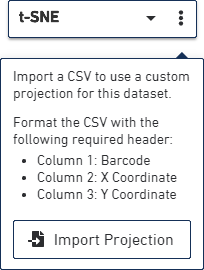 t-SNE
Import a CSV to use a custom
projection for this dataset.
Format the CSV with the
following required header:
• Column 1: Barcode
• Column 2: X Coordinate
• Column 3: Y Coordinate
Import Projection